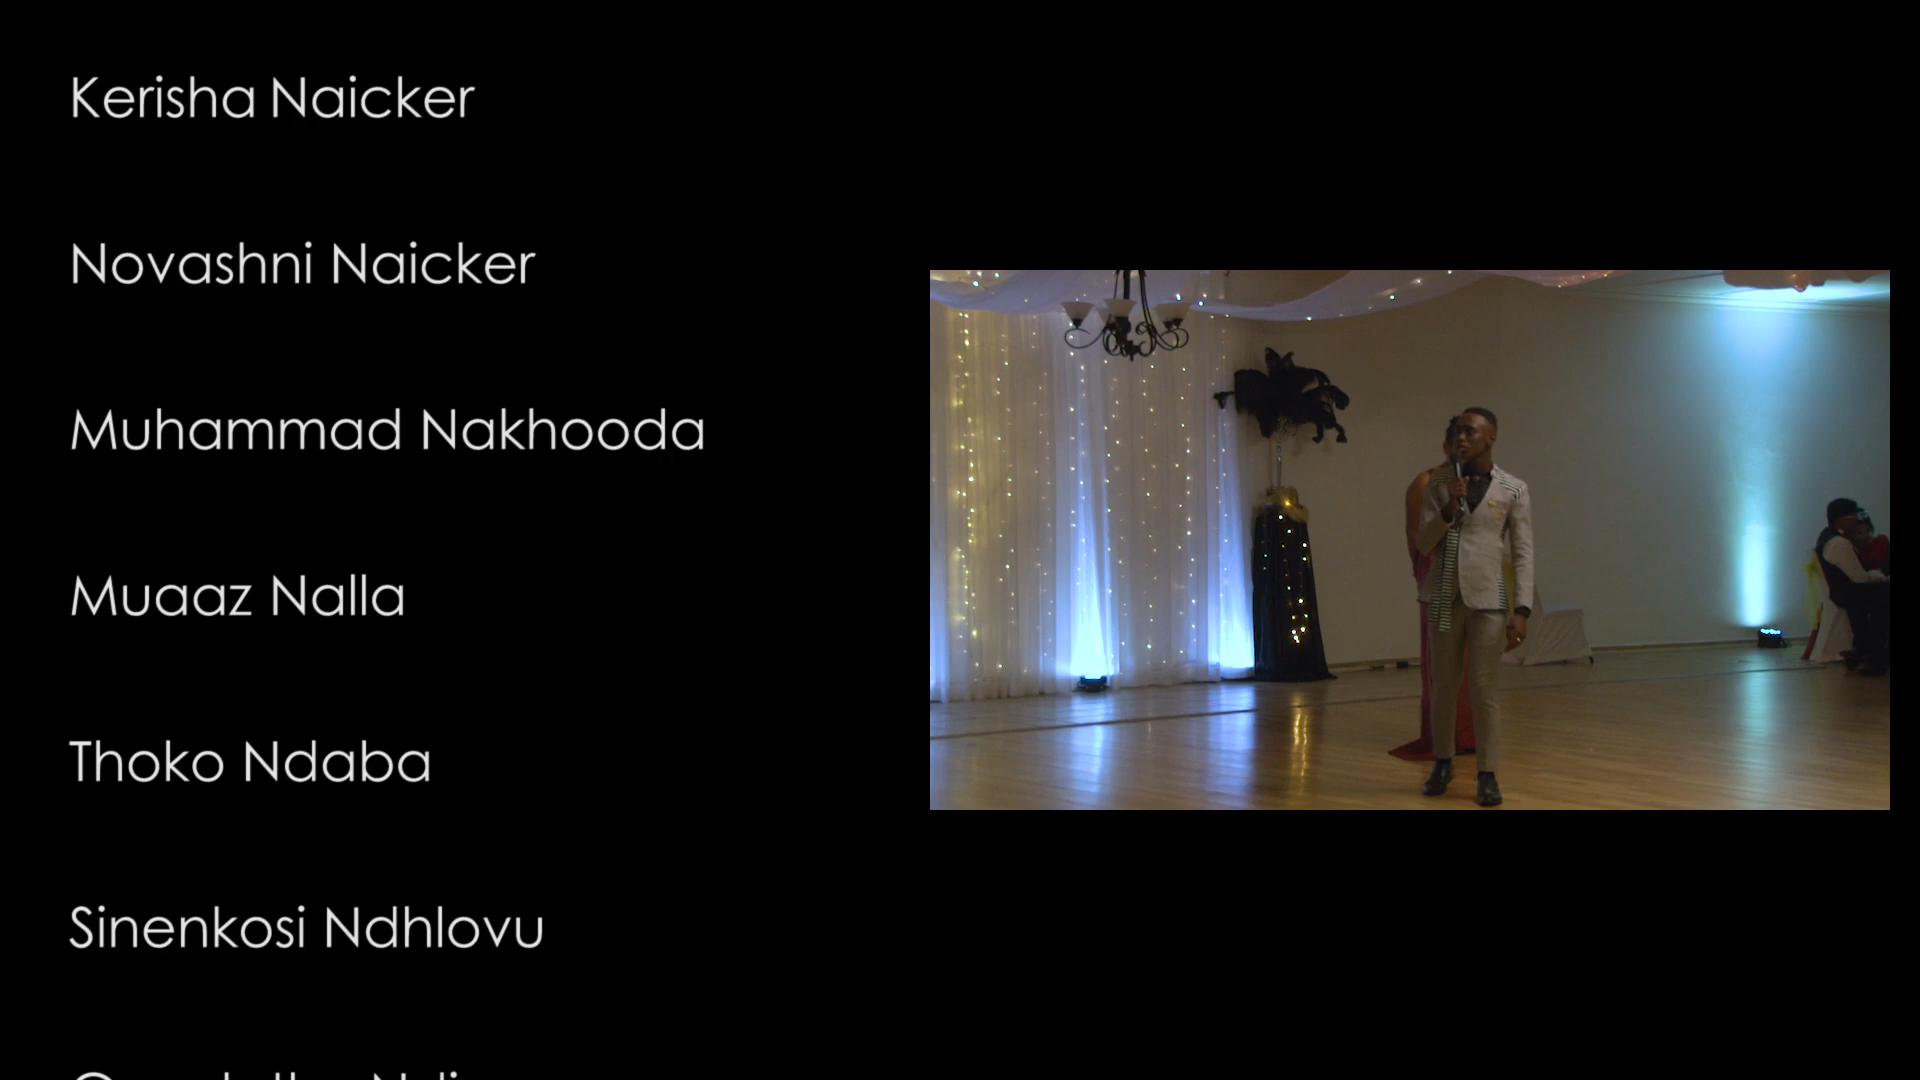 Kerisha Naicker
Novashni Naicker
Muhammad Nakhooda
Muaaz Nalla
Thoko Ndaba
Sinenkosi Ndhlovu